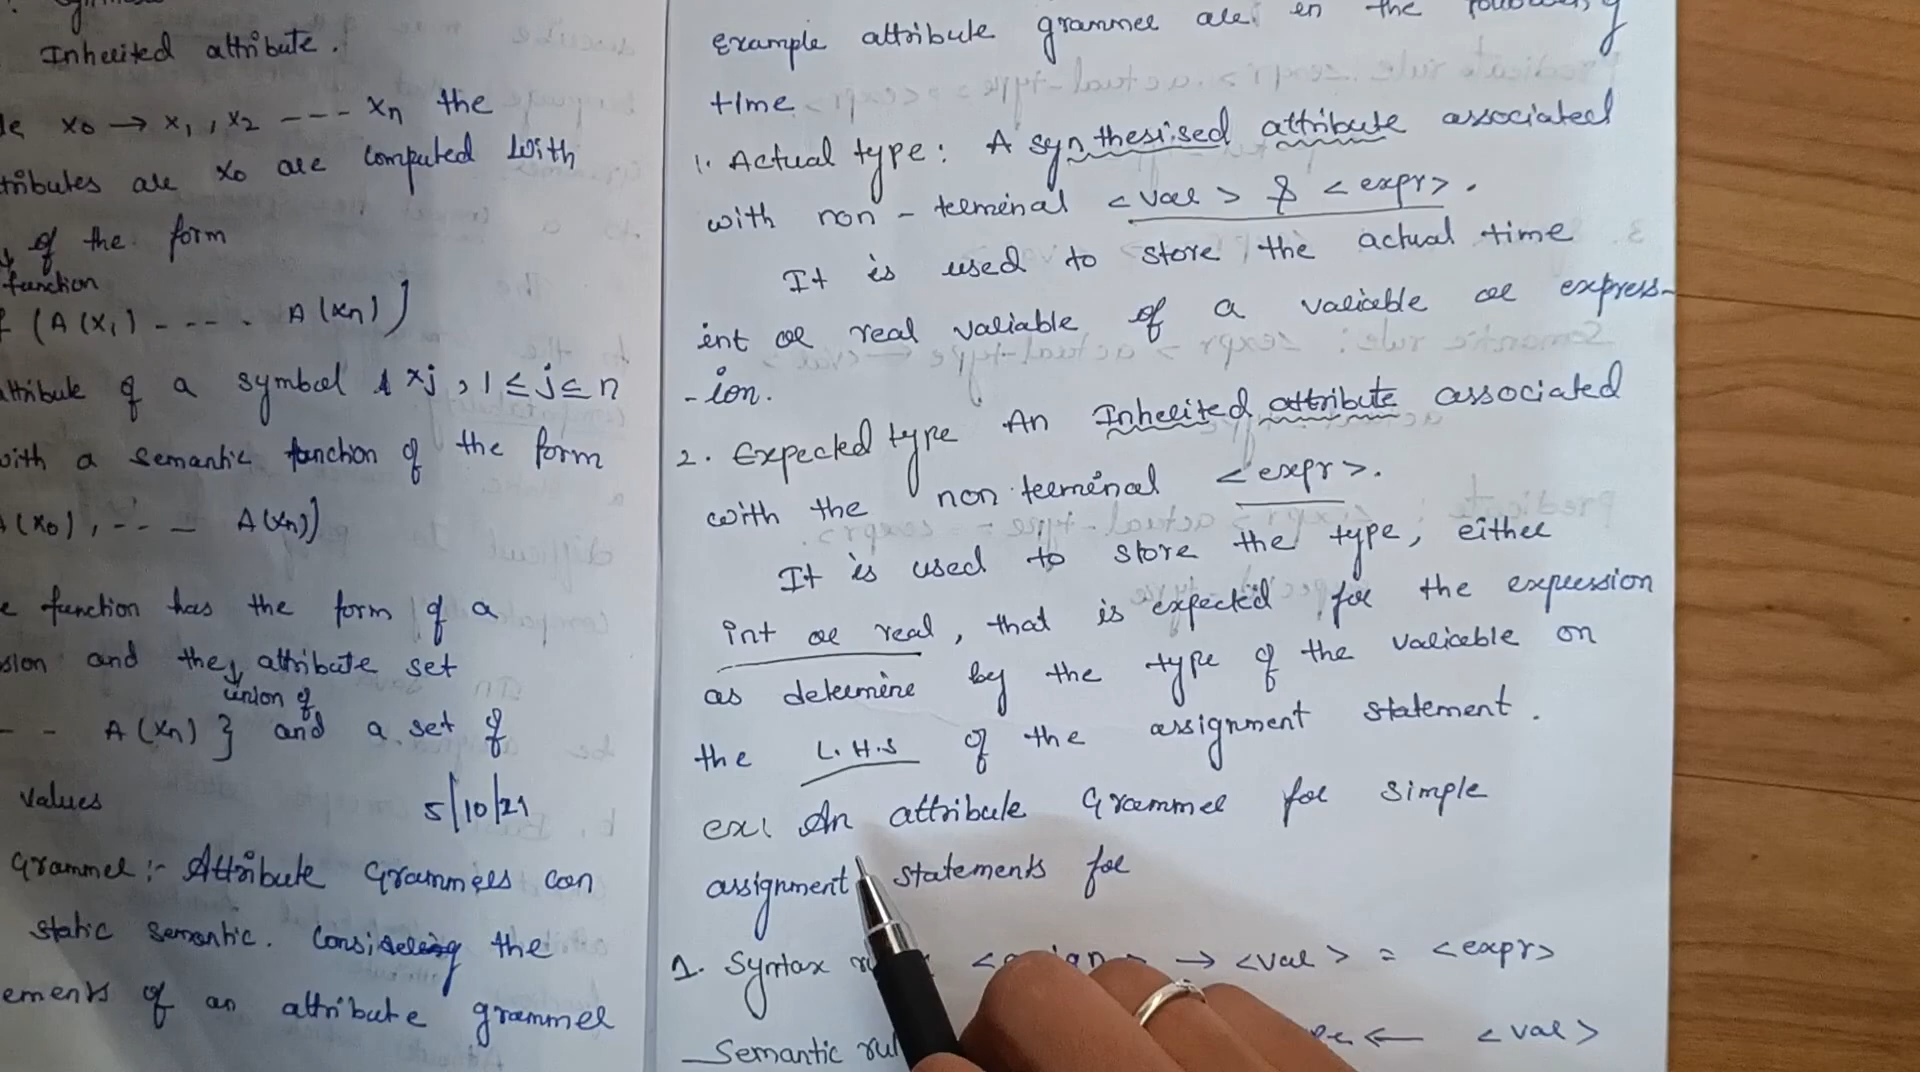 Inherited attribute.
x0 → x1, x2 --- xn the
tributes are x0 are computed with
of the form
function
f (A(x1) ---- A(xn))
attribute of a symbol xj, 1 ≤ j ≤ n
with a semantic function of the form
A(x0), --- A(xn))
function has the form of a
sion and they attribute set
union of
- - A(xn) } and a set of
values 5/10/21
Grammer :- Attribute Grammers can
static semantic. Considering the
ements of an attribute grammer
example attribute grammer are in the following
time
1. Actual type: A synthesised attribute associated
with non-terminal <var> & <expr>.
It is used to store the actual time
int or real variable of a variable or express-
-ion.
2. Expected type An Inherited attribute associated
with the non terminal <expr>.
It is used to store the type, either
int or real, that is expected for the expression
as determine by the type of the variable on
the L.H.S of the assignment statement.
ex: An attribute Grammer for simple
assignment statements for
1. Syntax → <var> = <expr>
Semantic rul ← <var>